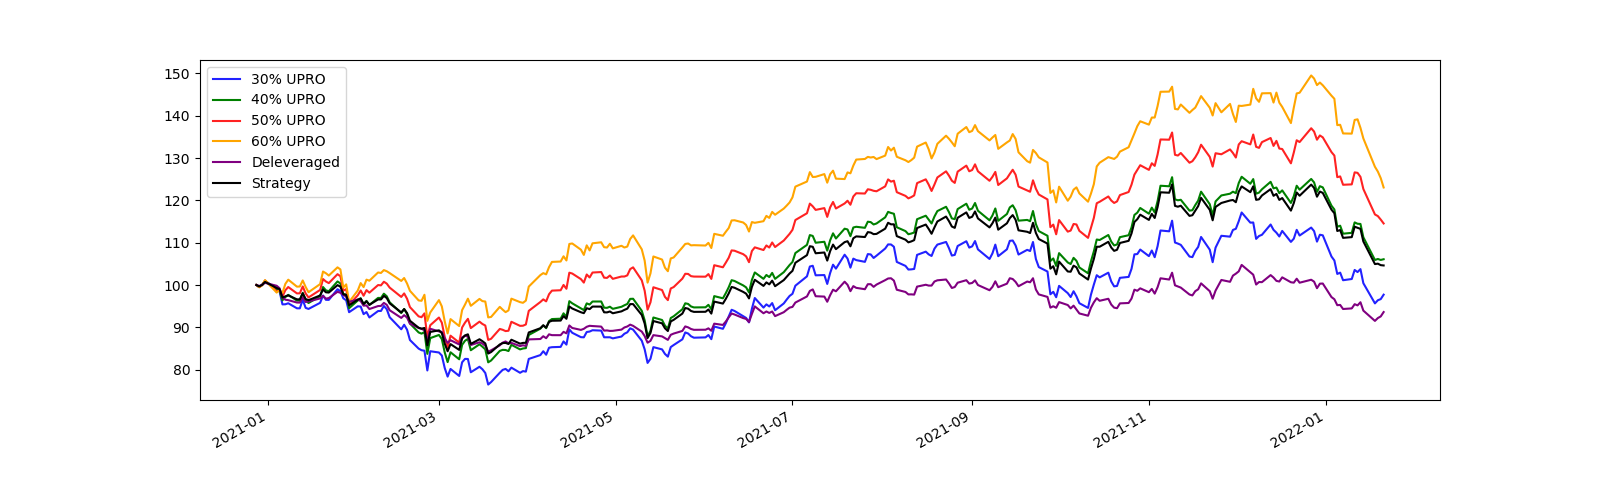 150
140
130
120
110
100
90
80
30% UPRO
40% UPRO
50% UPRO
60% UPRO
Deleveraged
Strategy
2021-01
2021-03
2021-05
2021-07
2021-09
2021-11
2022-01